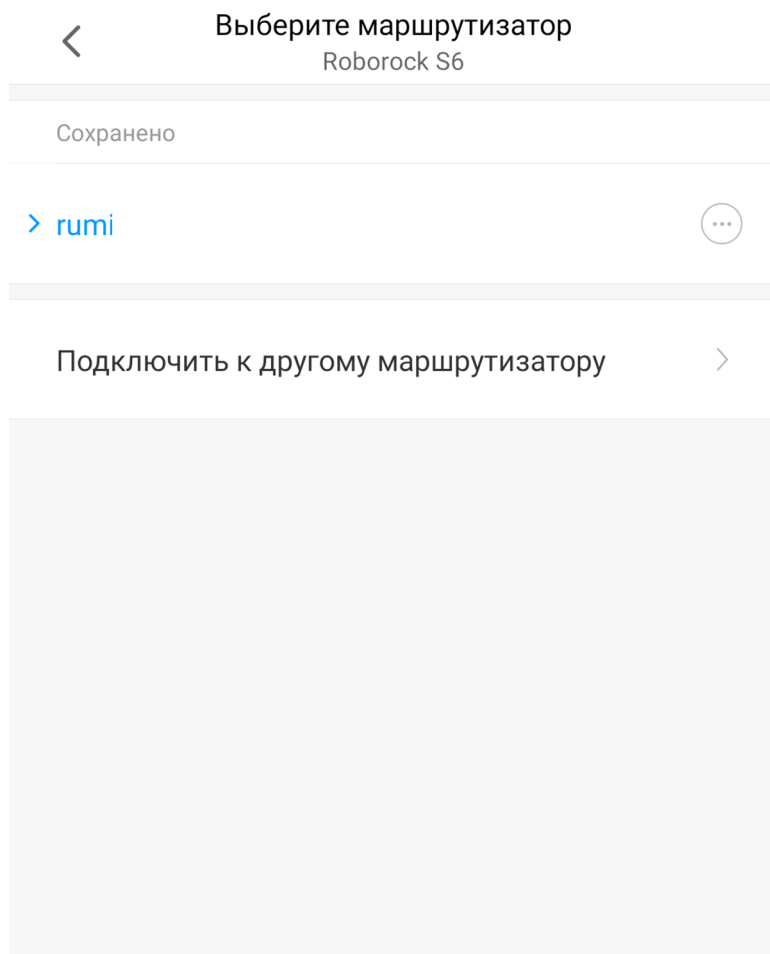 Выберите маршрутизатор
Roborock S6
Сохранено
rumi
Подключить к другому маршрутизатору